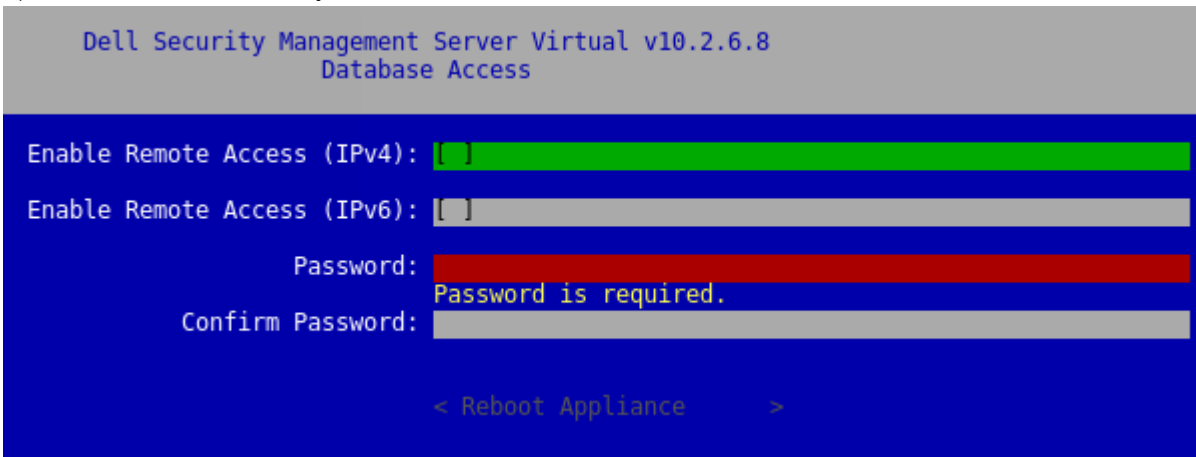 Dell Security Management Server Virtual v10.2.6.8
Database Access
Enable Remote Access (IPv4): [ ]
Enable Remote Access (IPv6): [ ]
Password:
Password is required.
Confirm Password:
< Reboot Appliance >